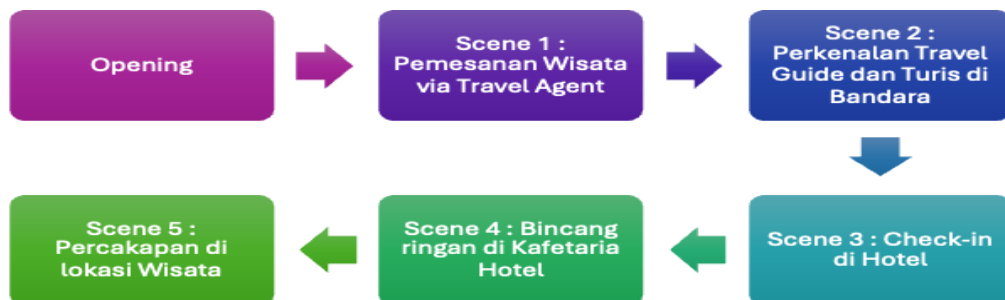 Opening
Scene 1 :
Pemesanan Wisata
via Travel Agent
Scene 2 :
Perkenalan Travel
Guide dan Turis di
Bandara
Scene 3 : Check-in
di Hotel
Scene 4 : Bincang
ringan di Kafetaria
Hotel
Scene 5 :
Percakapan di
lokasi Wisata